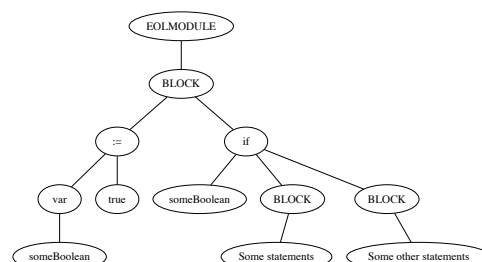 EOLMODULE
BLOCK
:=
if
var
true
someBoolean
BLOCK
BLOCK
someBoolean
Some statements
Some other statements